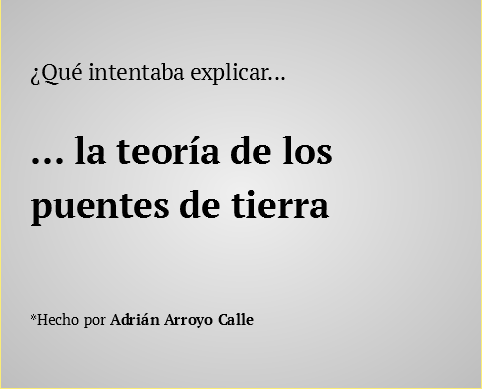 ¿Qué intentaba explicar...
... la teoría de los
puentes de tierra
*Hecho por Adrián Arroyo Calle